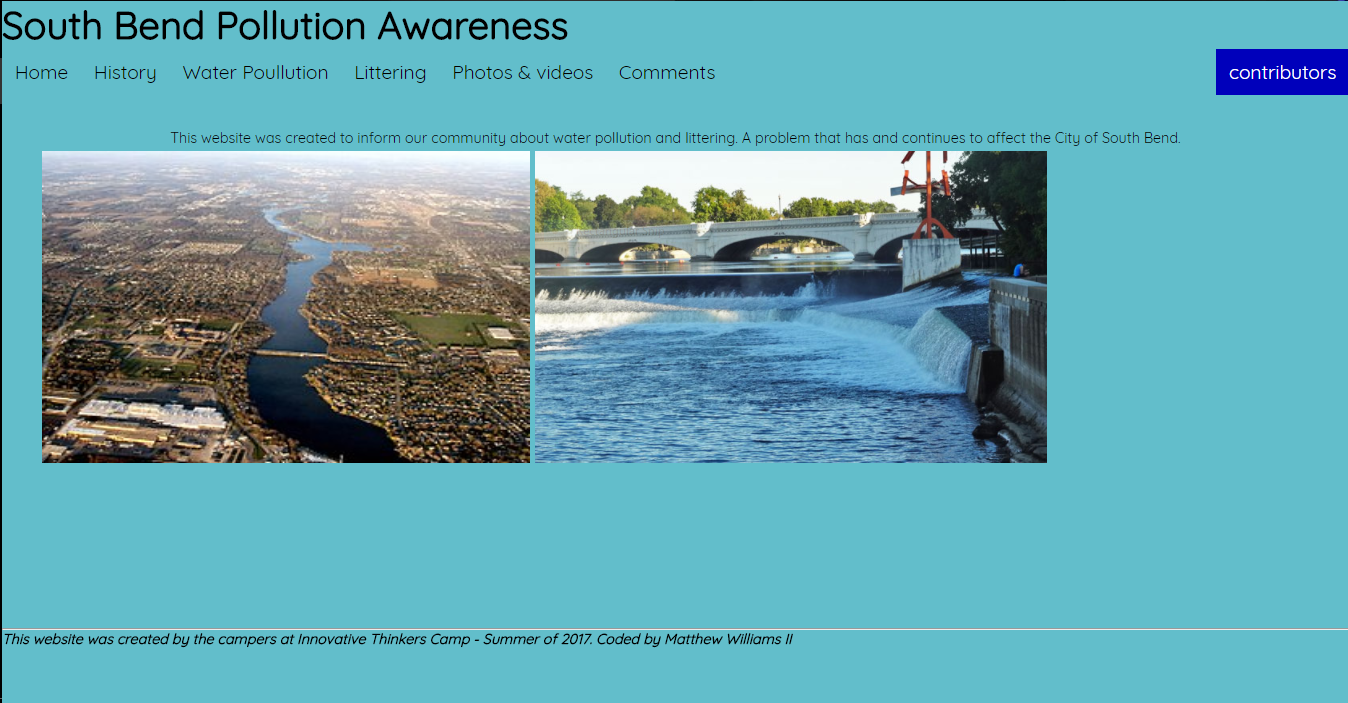 South Bend Pollution Awareness
Home History Water Poullution Littering Photos & videos Comments contributors
This website was created to inform our community about water pollution and littering. A problem that has and continues to affect the City of South Bend.
This website was created by the campers at Innovative Thinkers Camp - Summer of 2017. Coded by Matthew Williams II